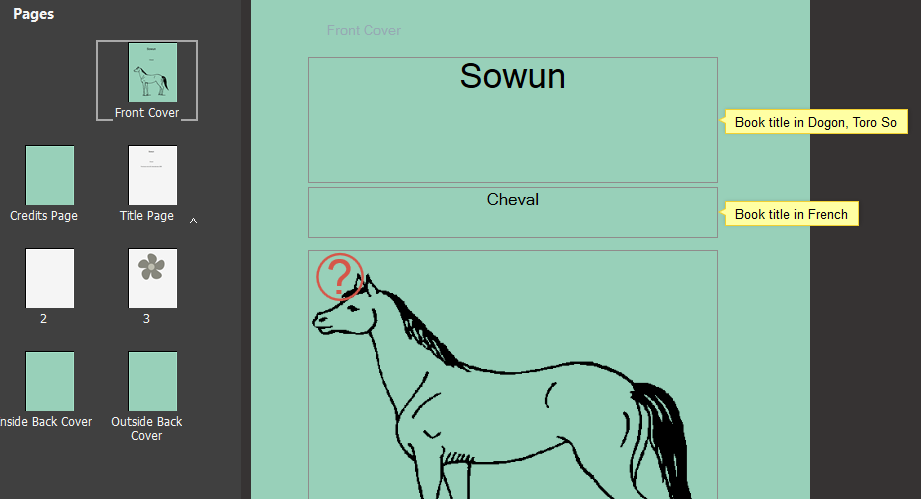 Pages
Front Cover
Credits Page
Title Page
2
3
nside Back Cover
Outside Back
Cover
Front Cover
Sowun
Book title in Dogon, Toro So
Cheval
Book title in French
?